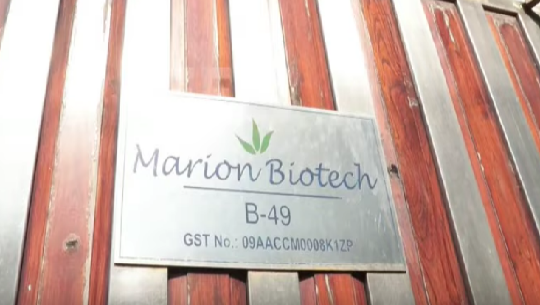 Marion Biotech
B-49
GST No.: 09AACCM0008K1ZP